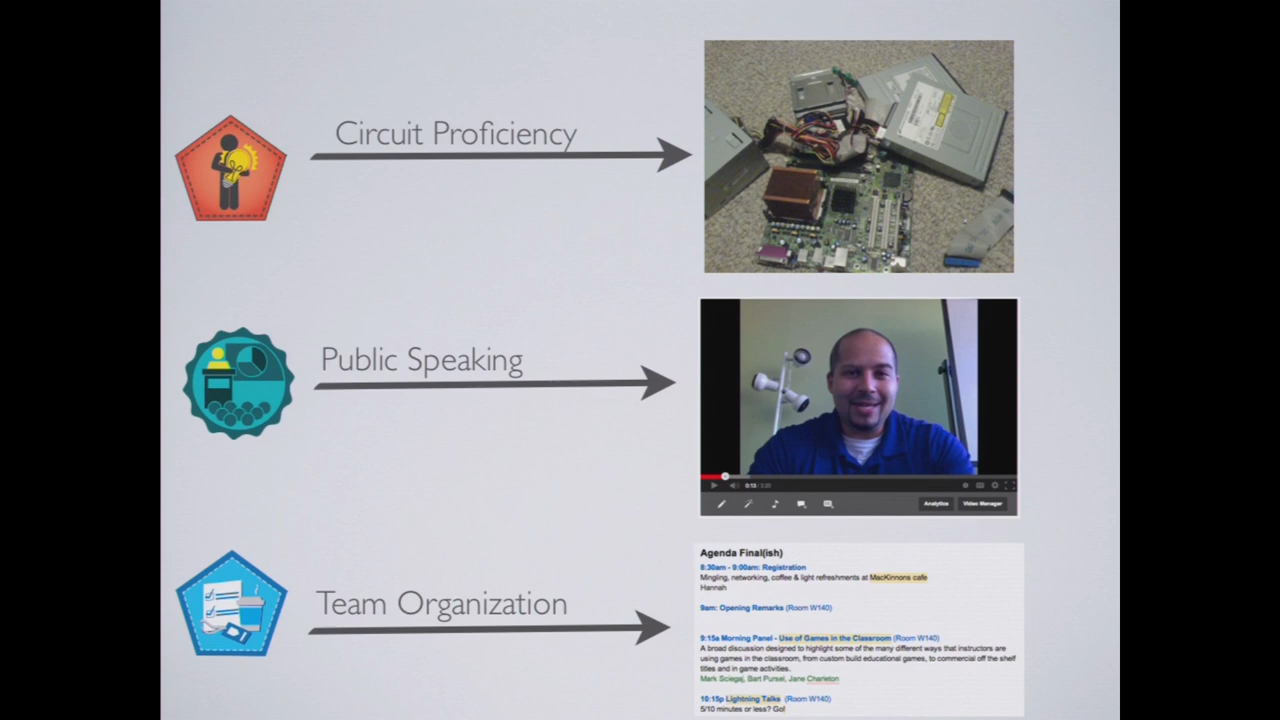 Circuit Proficiency
Public Speaking
0:13 / 3:20
Analytics
Video Manager
Team Organization
Agenda Final(ish)
8:30am - 9:00am: Registration
Mingling, networking, coffee & light refreshments at MacKinnons cafe
Hannah
9am: Opening Remarks (Room W140)
9:15a Morning Panel - Use of Games in the Classroom (Room W140)
A broad discussion designed to highlight some of the many different ways that instructors are
using games in the classroom, from custom build educational games, to commercial off the shelf
titles and in game activities.
Mark Sciegaj, Bart Pursel, Jane Charleton
10:15p Lightning Talks (Room W140)
5/10 minutes or less? Go!